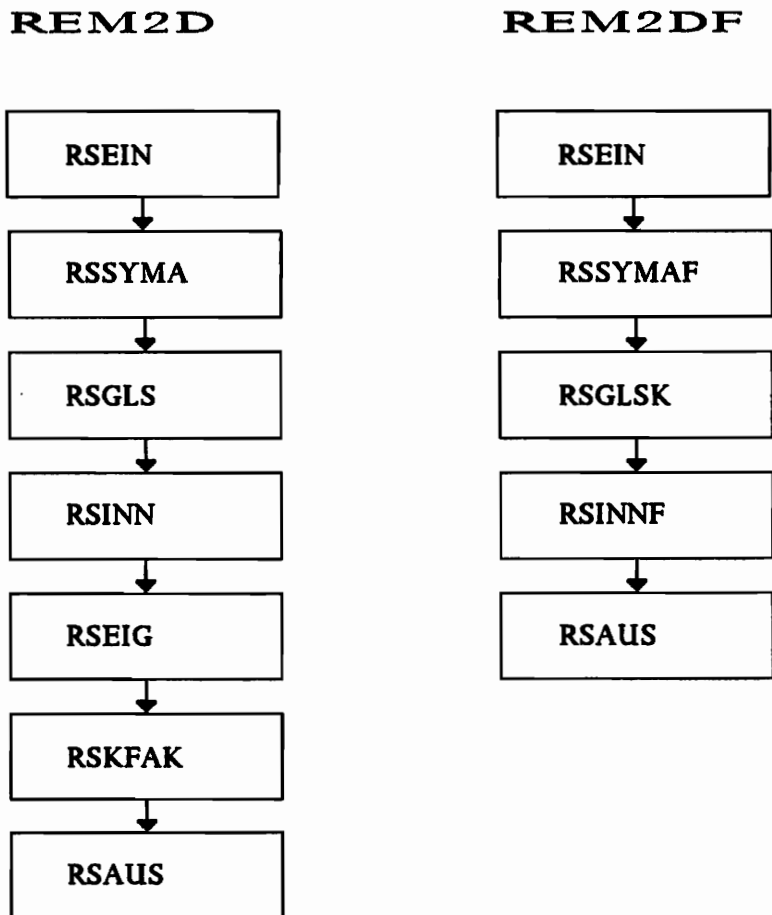 REM2D
RSEIN
RSSYMA
RSGLS
RSINN
RSEIG
RSKFAK
RSAUS
REM2DF
RSEIN
RSSYMAF
RSGLSK
RSINNF
RSAUS